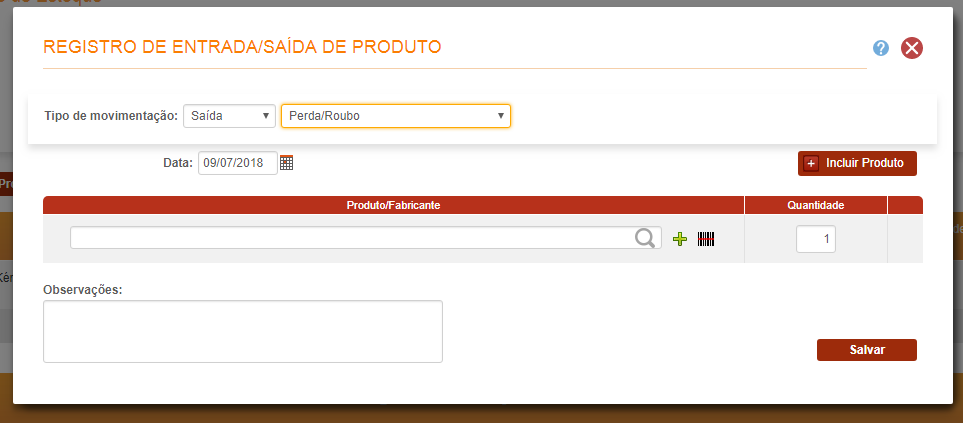 REGISTRO DE ENTRADA/SAÍDA DE PRODUTO
?
Tipo de movimentação: Saída Perda/Roubo
Data: 09/07/2018
+ Incluir Produto
Produto/Fabricante Quantidade
1
Observações:
Salvar